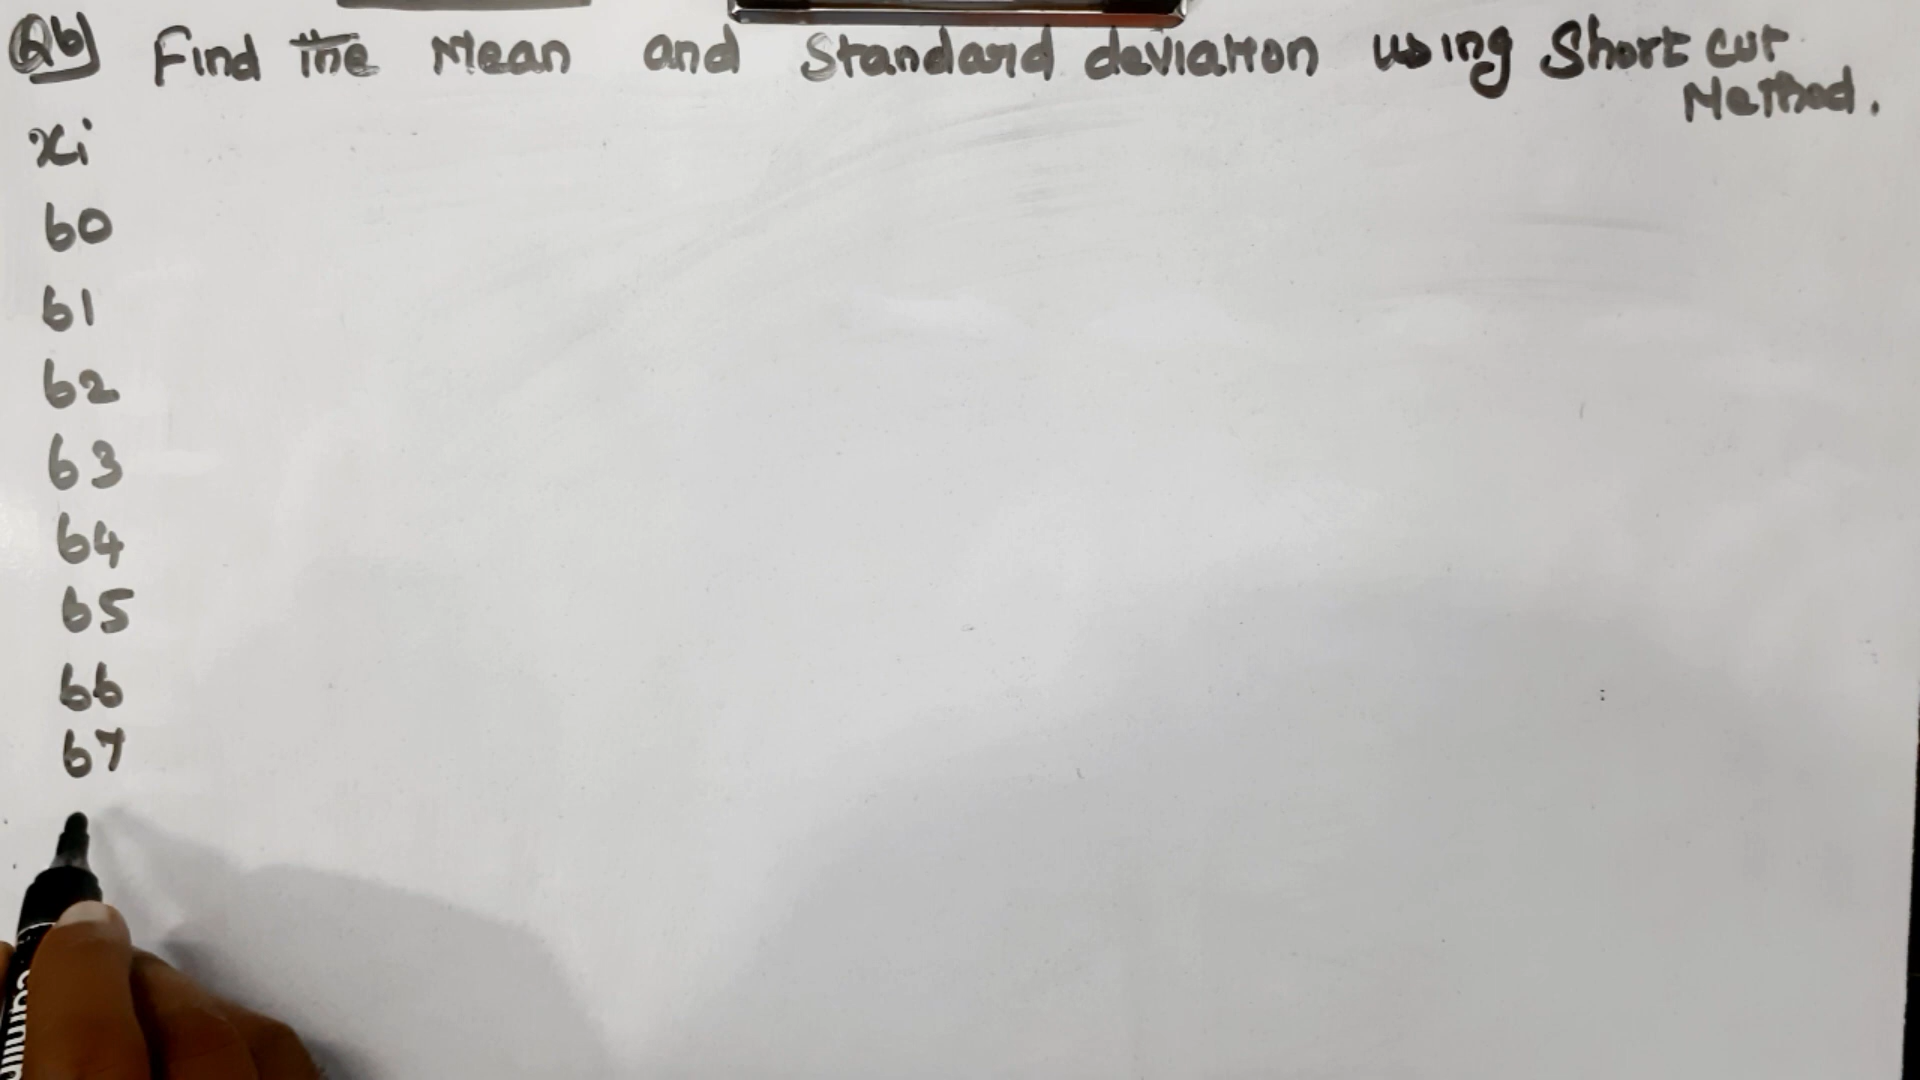 Q6) Find the Mean and Standard deviation using Short cut
Method.
xi
60
61
62
63
64
65
66
67